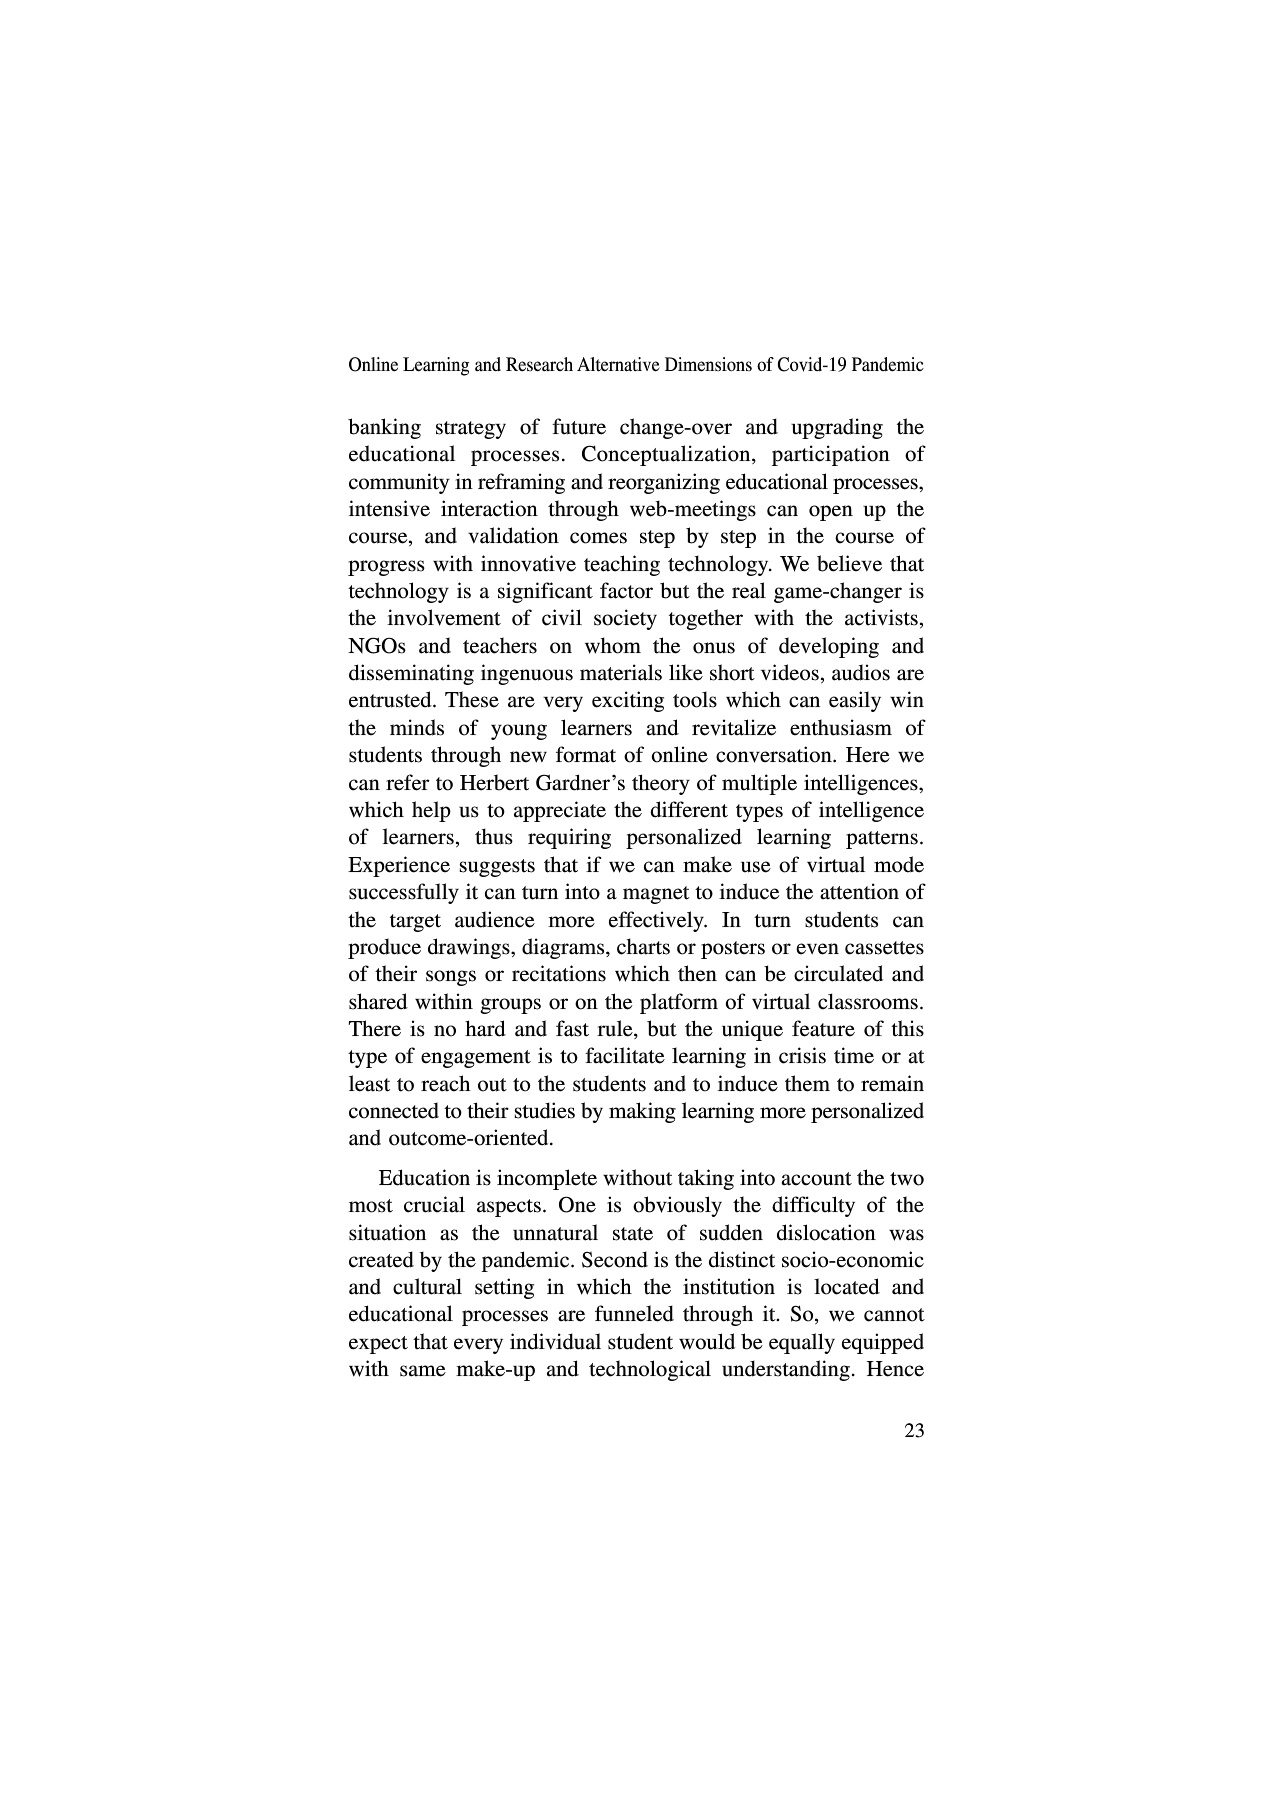 Online Learning and Research Alternative Dimensions of Covid-19 Pandemic
banking strategy of future change-over and upgrading the
educational processes. Conceptualization, participation of
community in reframing and reorganizing educational processes,
intensive interaction through web-meetings can open up the
course, and validation comes step by step in the course of
progress with innovative teaching technology. We believe that
technology is a significant factor but the real game-changer is
the involvement of civil society together with the activists,
NGOs and teachers on whom the onus of developing and
disseminating ingenuous materials like short videos, audios are
entrusted. These are very exciting tools which can easily win
the minds of young learners and revitalize enthusiasm of
students through new format of online conversation. Here we
can refer to Herbert Gardner’s theory of multiple intelligences,
which help us to appreciate the different types of intelligence
of learners, thus requiring personalized learning patterns.
Experience suggests that if we can make use of virtual mode
successfully it can turn into a magnet to induce the attention of
the target audience more effectively. In turn students can
produce drawings, diagrams, charts or posters or even cassettes
of their songs or recitations which then can be circulated and
shared within groups or on the platform of virtual classrooms.
There is no hard and fast rule, but the unique feature of this
type of engagement is to facilitate learning in crisis time or at
least to reach out to the students and to induce them to remain
connected to their studies by making learning more personalized
and outcome-oriented.
Education is incomplete without taking into account the two
most crucial aspects. One is obviously the difficulty of the
situation as the unnatural state of sudden dislocation was
created by the pandemic. Second is the distinct socio-economic
and cultural setting in which the institution is located and
educational processes are funneled through it. So, we cannot
expect that every individual student would be equally equipped
with same make-up and technological understanding. Hence
23